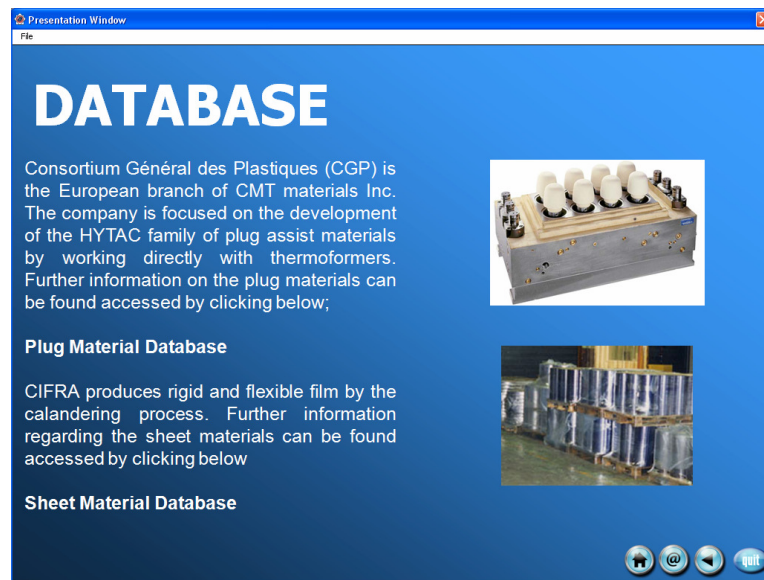 Presentation Window
File
DATABASE
Consortium Général des Plastiques (CGP) is
the European branch of CMT materials Inc.
The company is focused on the development
of the HYTAC family of plug assist materials
by working directly with thermoformers.
Further information on the plug materials can
be found accessed by clicking below;
Plug Material Database
CIFRA produces rigid and flexible film by the
calandering process. Further information
regarding the sheet materials can be found
accessed by clicking below
Sheet Material Database
@
quit